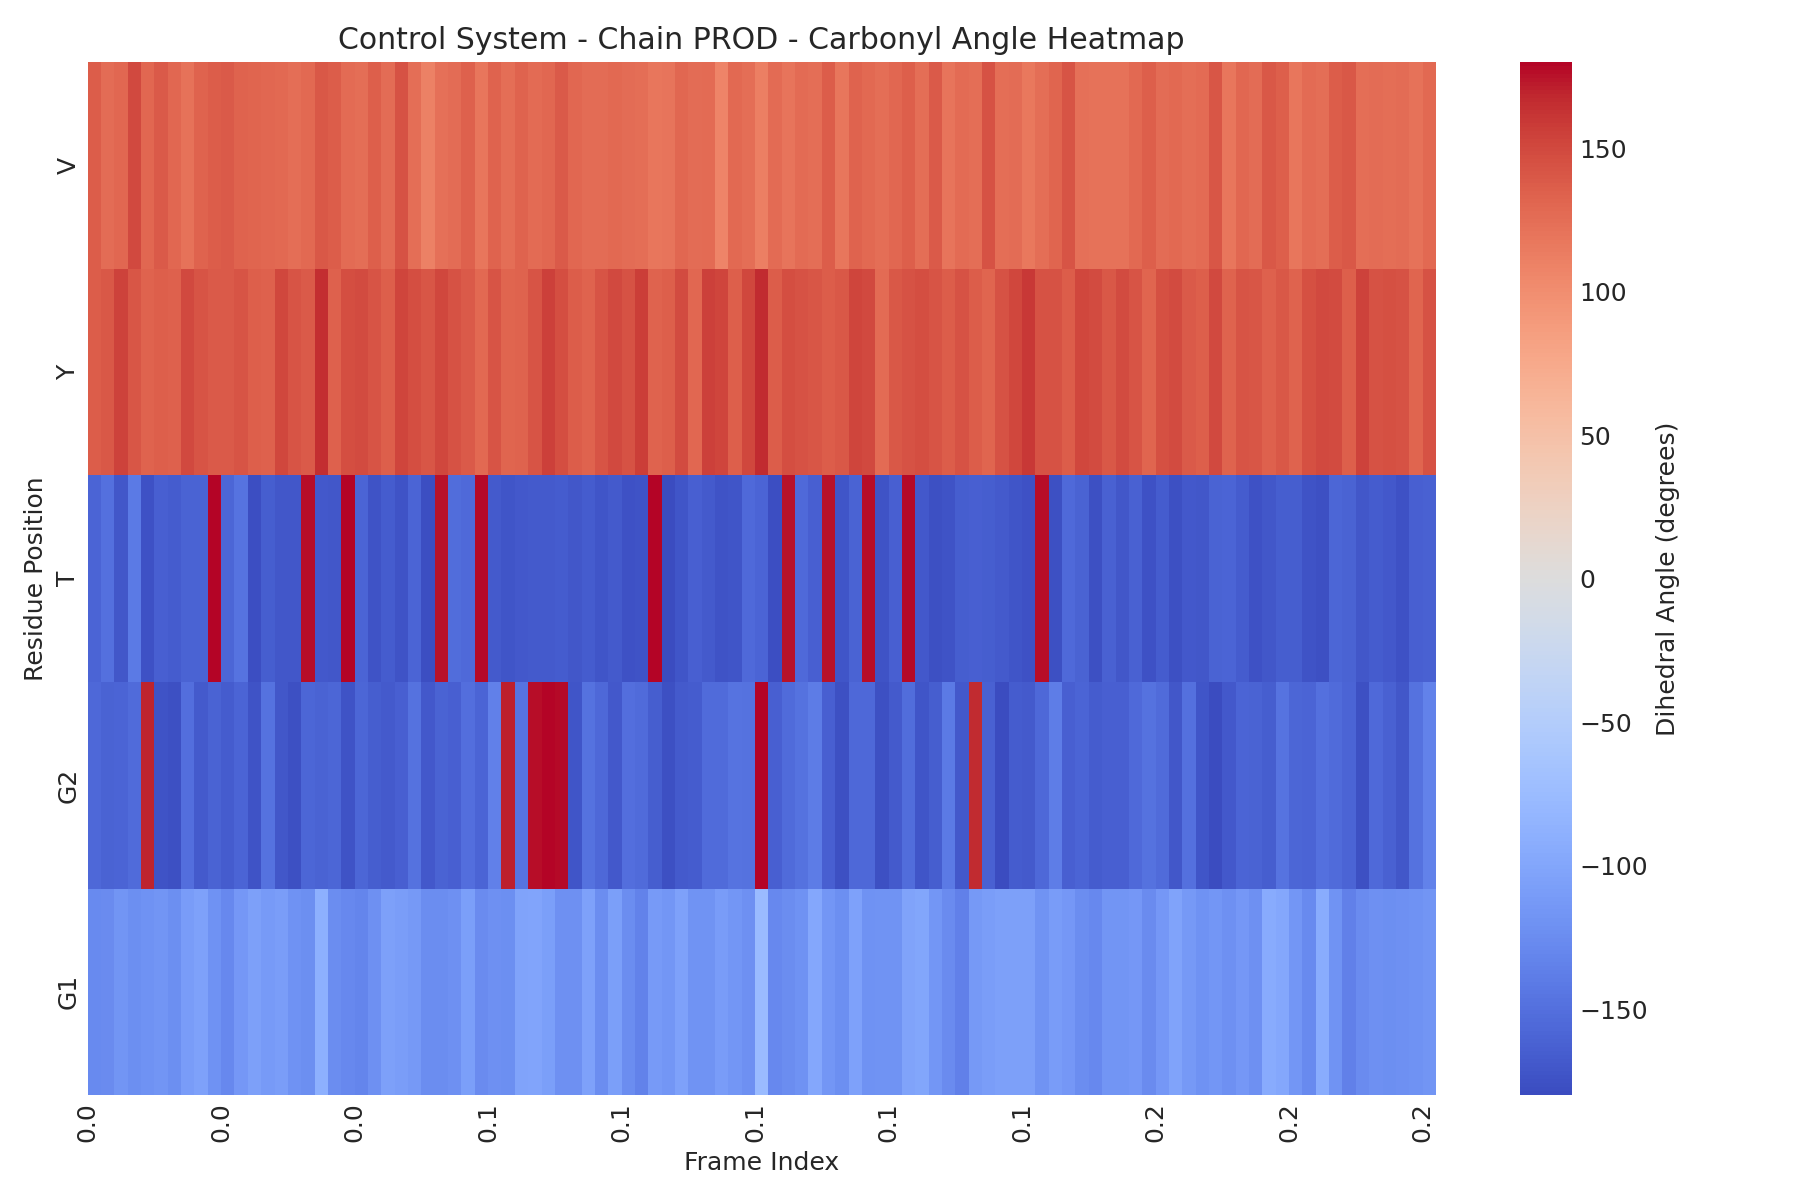 Control System - Chain PROD - Carbonyl Angle Heatmap
V
Y
T
G2
G1
Residue Position
0.0
0.0
0.0
0.1
0.1
0.1
0.1
0.1
0.2
0.2
0.2
Frame Index
150
100
50
0
−50
−100
−150
Dihedral Angle (degrees)